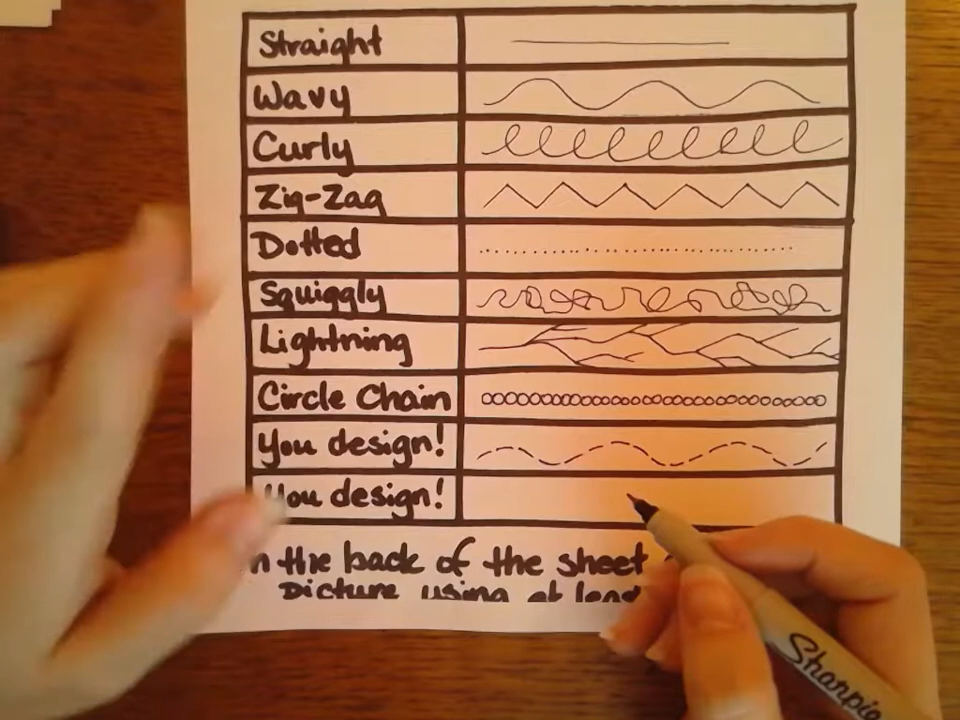 Straight
Wavy
Curly
Zig-Zag
Dotted
Squiggly
Lightning
Circle Chain
You design!
You design!
the back of the sheet
Picture using at
Sharpie